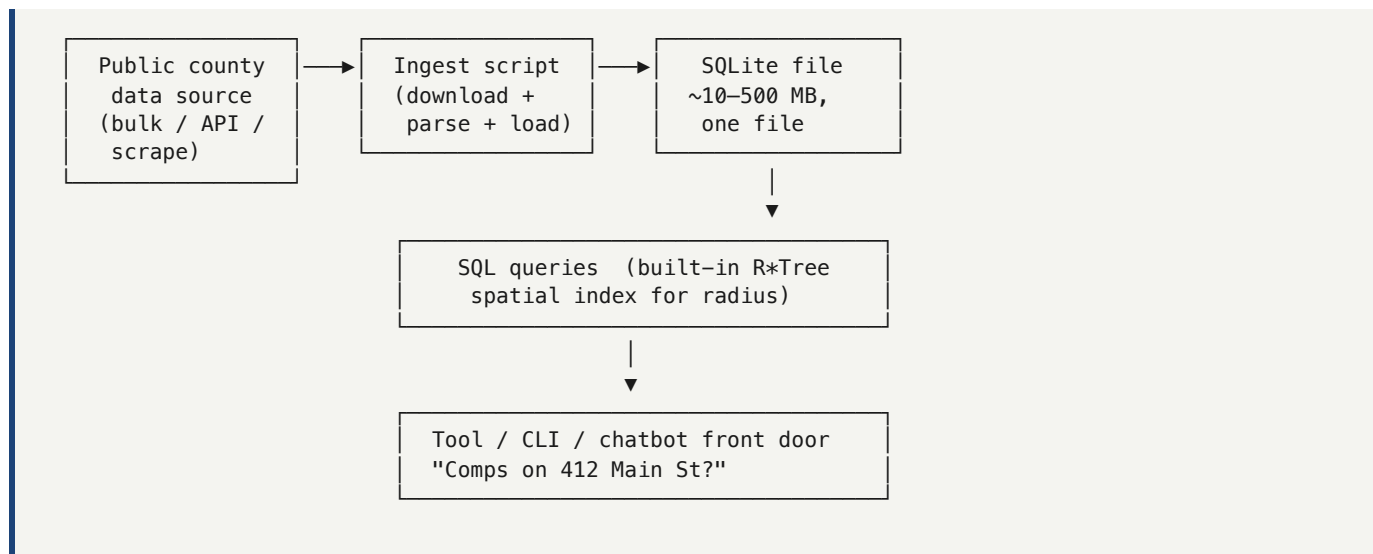 Public county
data source
(bulk / API /
scrape)
Ingest script
(download +
parse + load)
SQLite file
~10–500 MB,
one file
SQL queries (built-in R*Tree
spatial index for radius)
Tool / CLI / chatbot front door
"Comps on 412 Main St?"